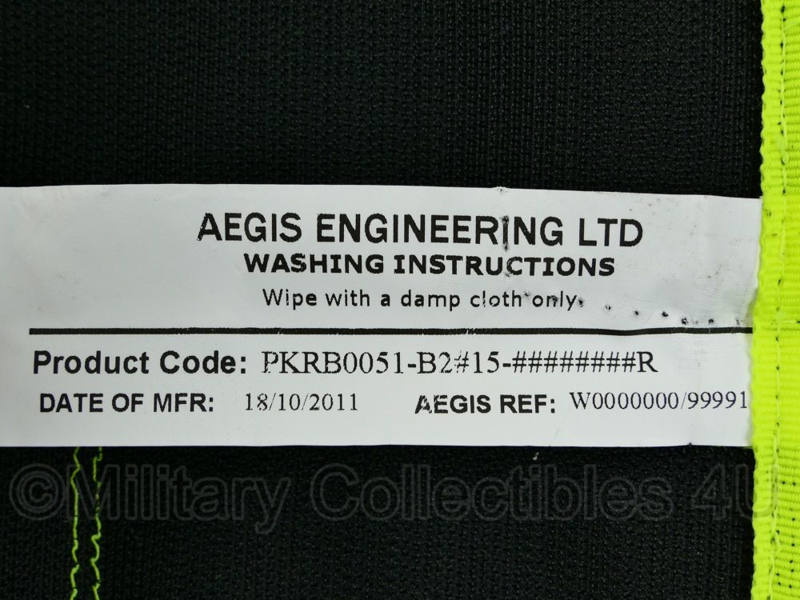 AEGIS ENGINEERING LTD
WASHING INSTRUCTIONS
Wipe with a damp cloth only.
Product Code: PKRB0051-B2#15-########R
DATE OF MFR: 18/10/2011 AEGIS REF: W0000000/99991
©Military Collectibles 4U